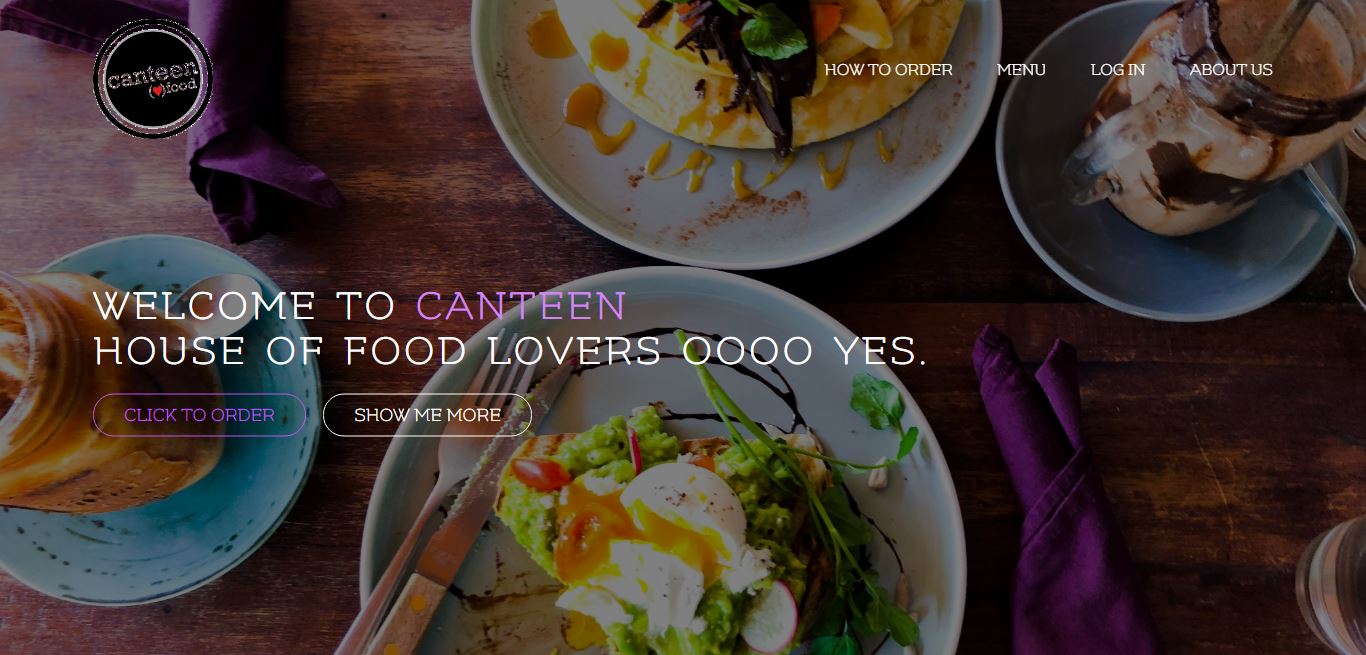 canteen
(♥)food
HOW TO ORDER
MENU
LOG IN
ABOUT US
WELCOME TO CANTEEN
HOUSE OF FOOD LOVERS OOOO YES.
CLICK TO ORDER
SHOW ME MORE